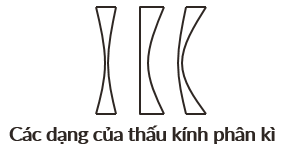 Các dạng của thấu kính phân kì